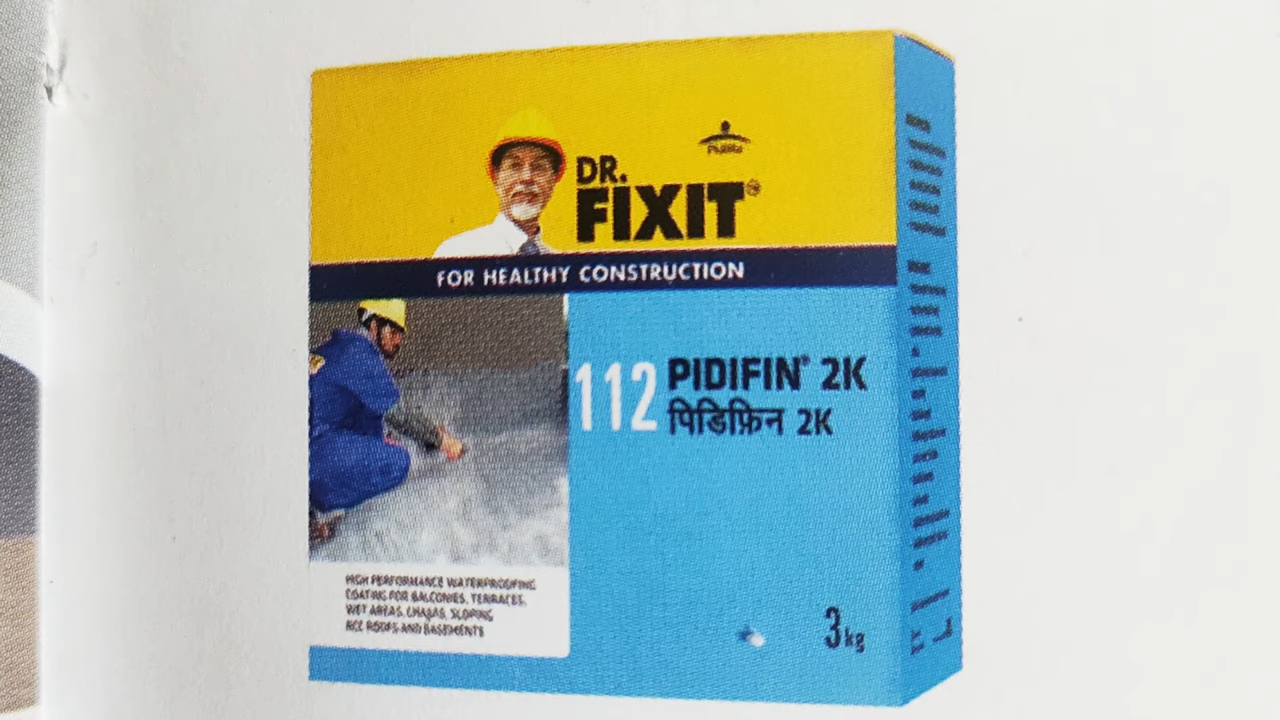 Pidilite
DR.
FIXIT®
FOR HEALTHY CONSTRUCTION
112 PIDIFIN® 2K
पिडिफ़िन 2K
HIGH PERFORMANCE WATERPROOFING
COATING FOR BALCONIES, TERRACES,
WET AREAS, CHAJJAS, SLOPING
RCC ROOFS AND BASEMENTS
3kg